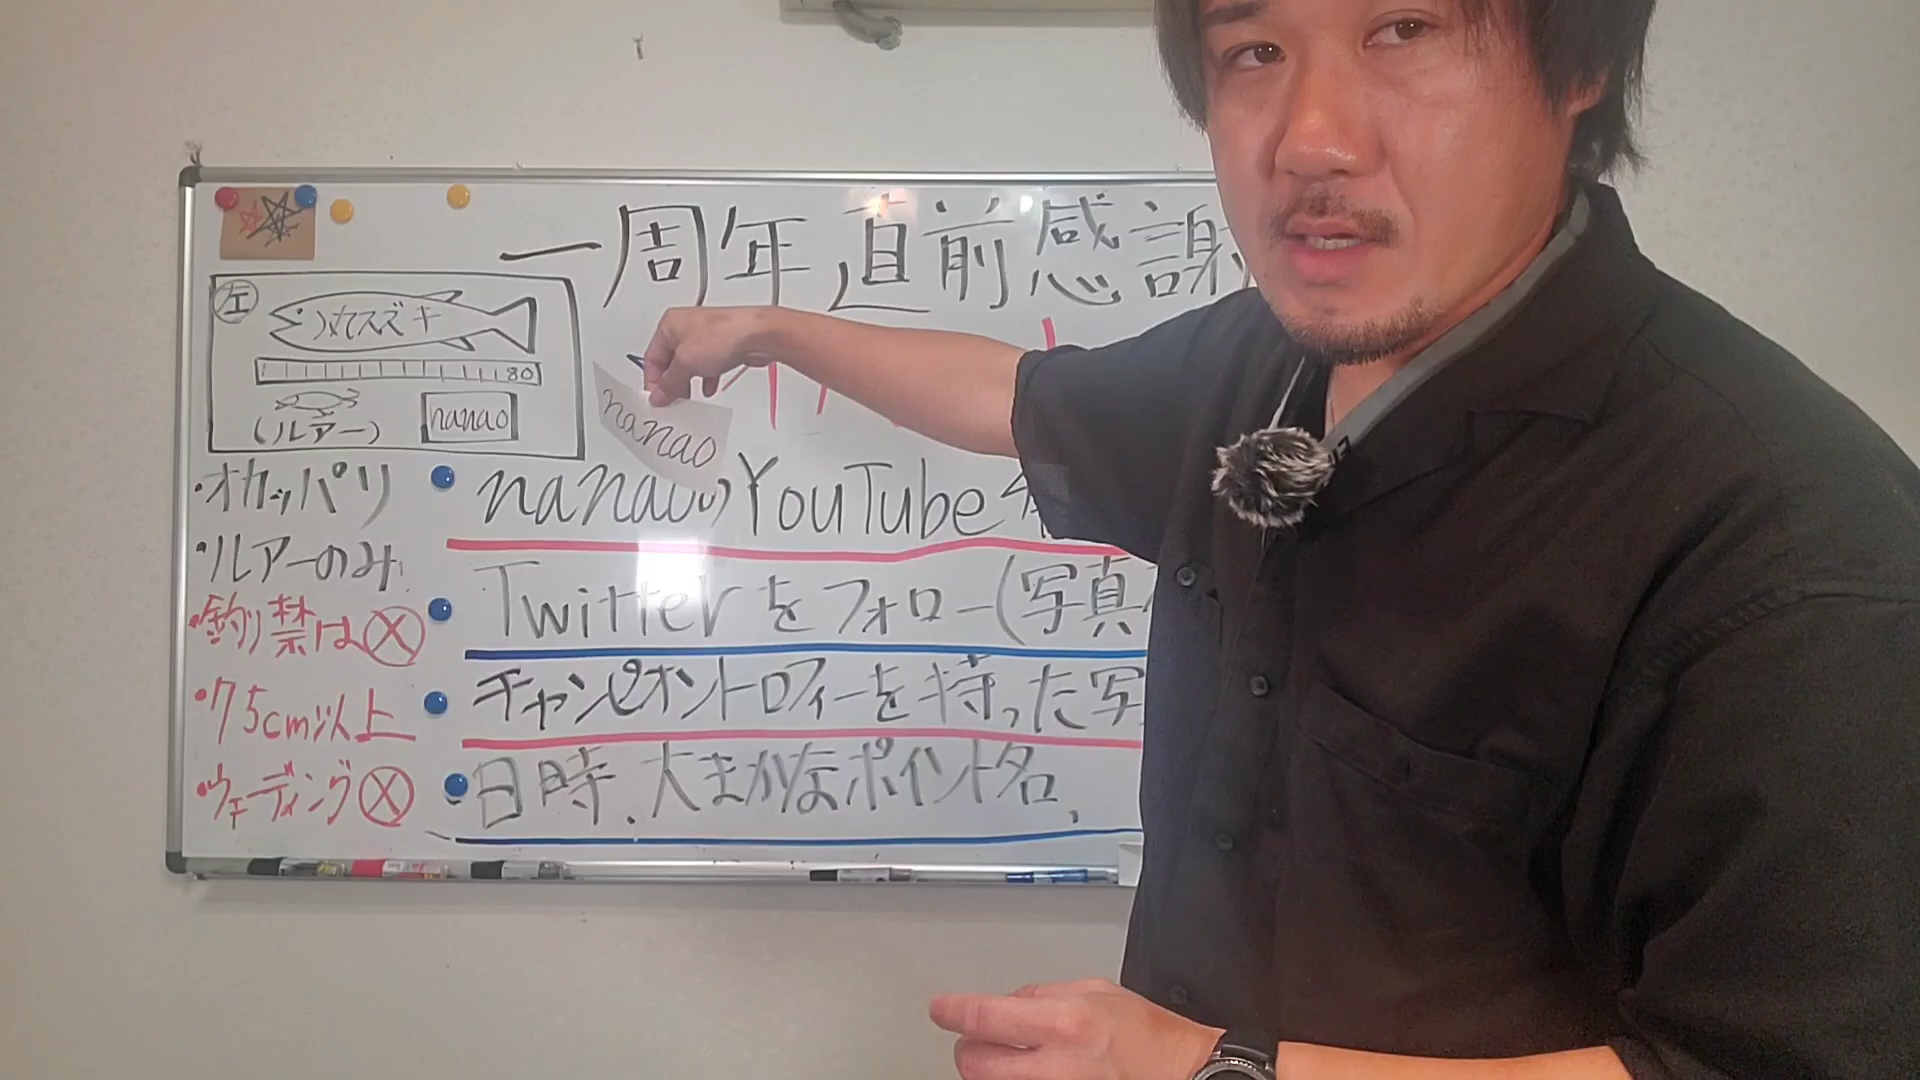 一周年直前感謝
左
スズキ
80
(ルアー)
nanao
nanao
・オカッパリ
・ルアーのみ
・釣り禁は×
・75cm以上
・ウェーディング×
nanaoのYouTubeチ
Twitterをフォロー(写真
チャンピオントロフィーを持った写
日時、大まかなポイント名、